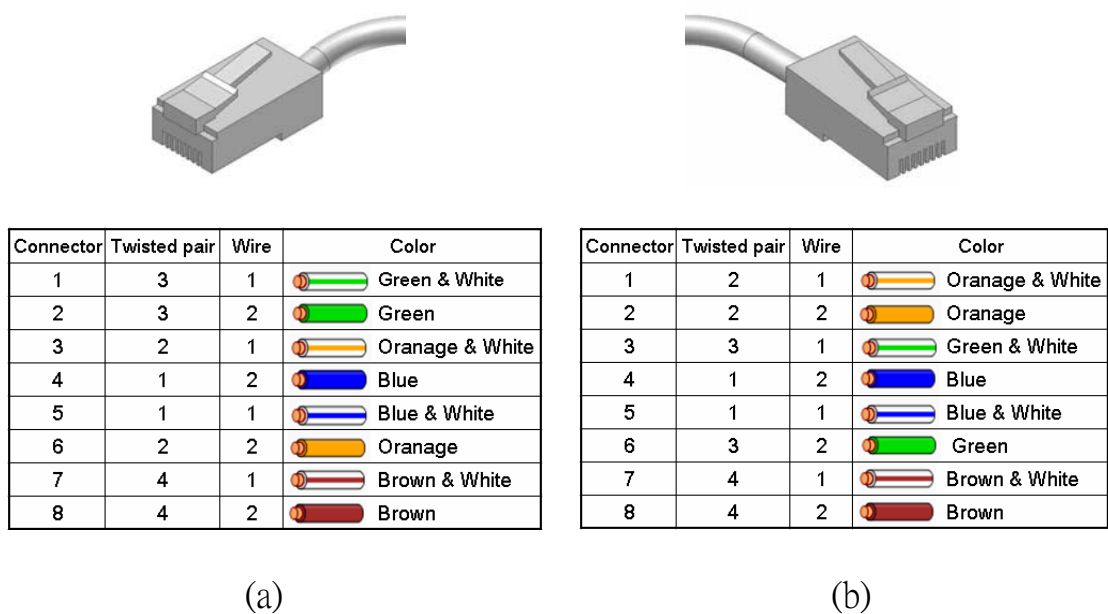 Connector Twisted pair Wire Color
1 3 1 Green & White
2 3 2 Green
3 2 1 Oranage & White
4 1 2 Blue
5 1 1 Blue & White
6 2 2 Oranage
7 4 1 Brown & White
8 4 2 Brown
(a)
Connector Twisted pair Wire Color
1 2 1 Oranage & White
2 2 2 Oranage
3 3 1 Green & White
4 1 2 Blue
5 1 1 Blue & White
6 3 2 Green
7 4 1 Brown & White
8 4 2 Brown
(b)